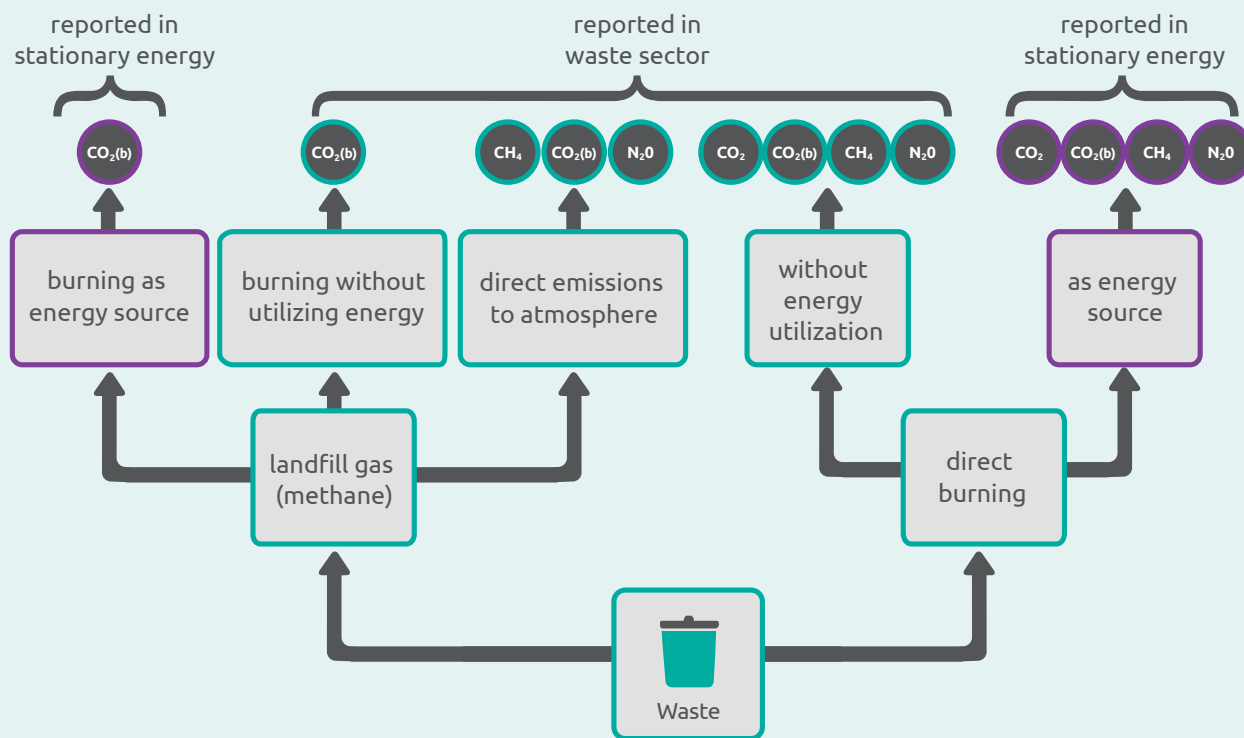 reported in
stationary energy
reported in
waste sector
reported in
stationary energy
CO₂(b)
CO₂(b)
CH₄
CO₂(b)
N₂0
CO₂
CO₂(b)
CH₄
N₂0
CO₂
CO₂(b)
CH₄
N₂0
burning as
energy source
burning without
utilizing energy
direct emissions
to atmosphere
without
energy
utilization
as energy
source
landfill gas
(methane)
direct
burning
Waste